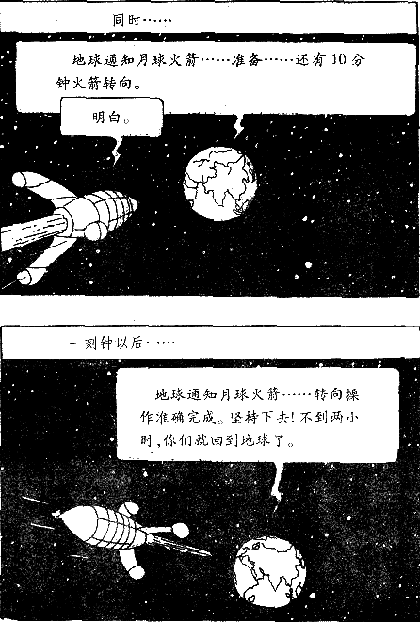 同时……
地球通知月球火箭……准备……还有10分
钟火箭转向。
明白。
一刻钟以后……
地球通知月球火箭……转向操
作准确完成。坚持下去!不到两小
时,你们就回到地球了。